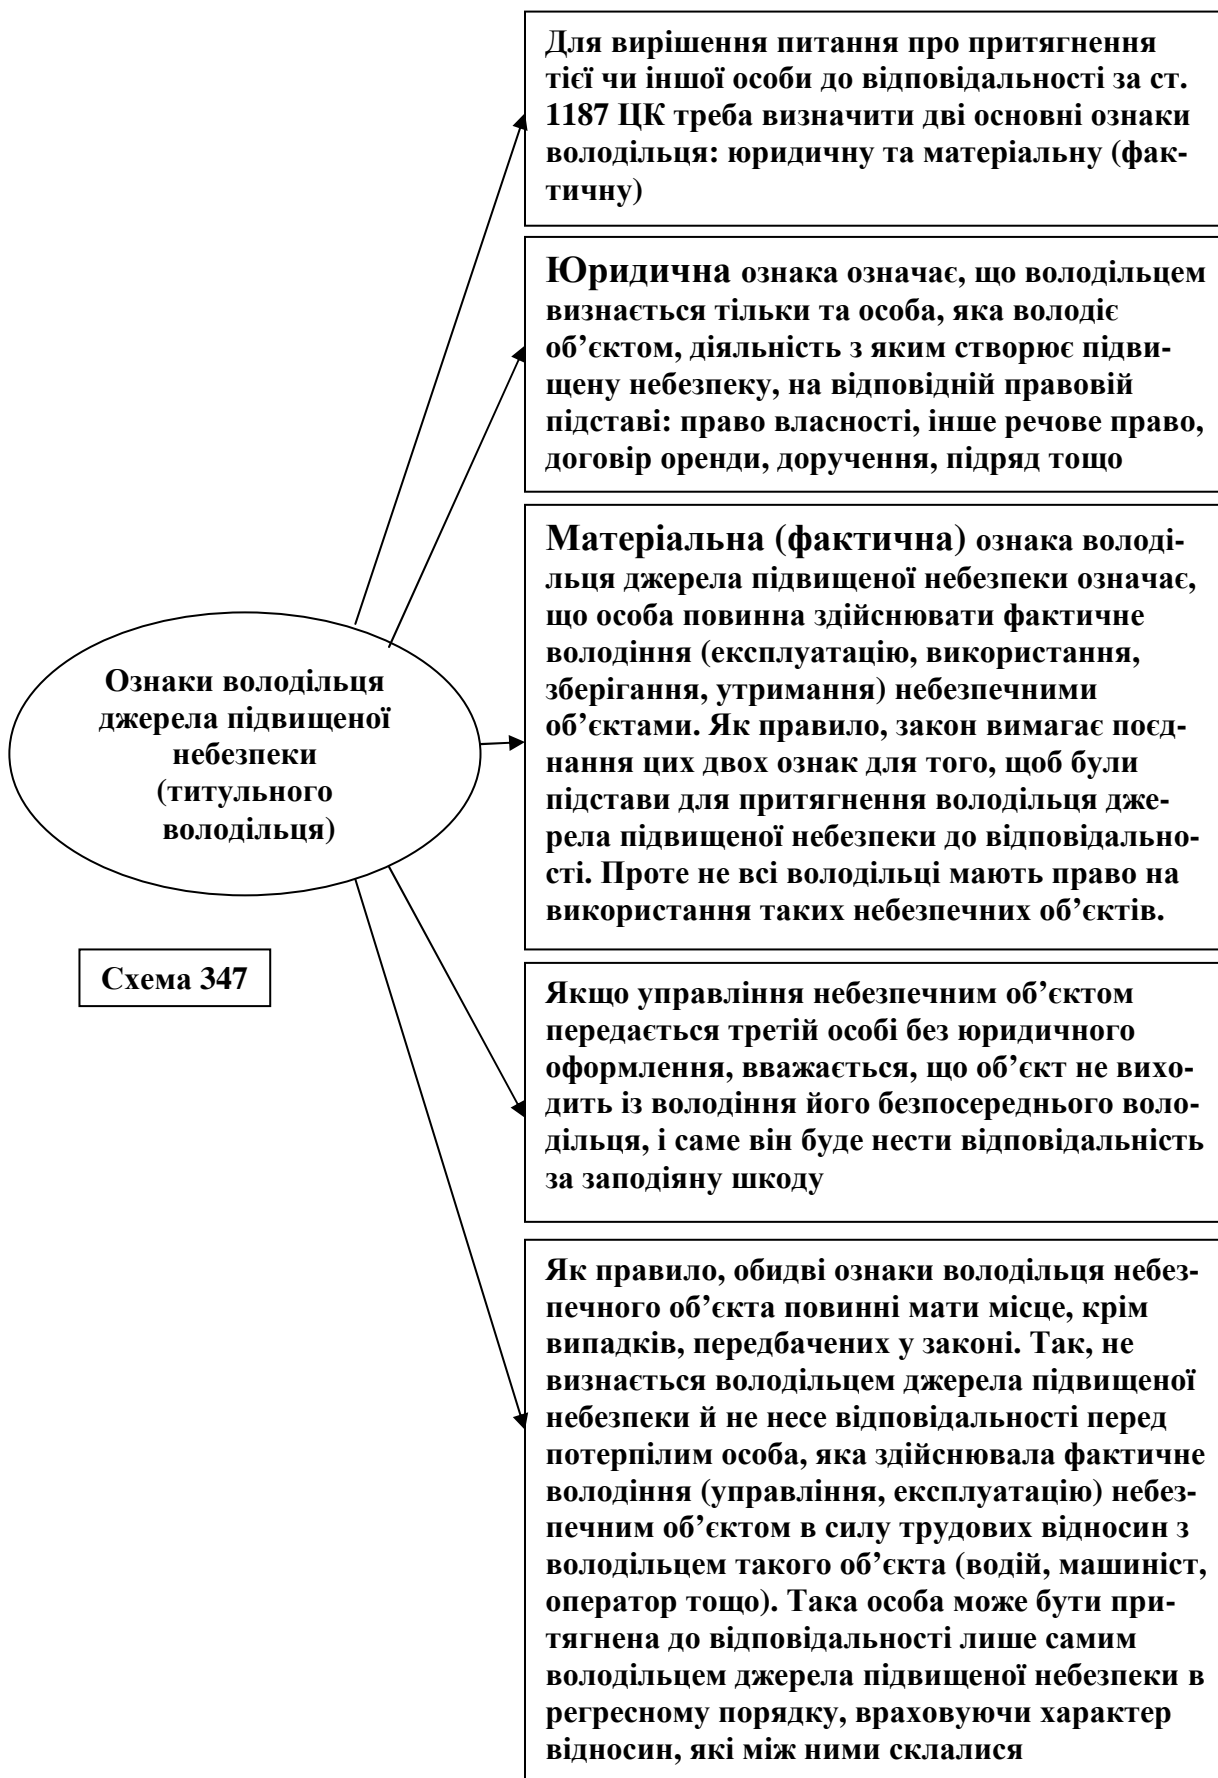 Для вирішення питання про притягнення
тієї чи іншої особи до відповідальності за ст.
1187 ЦК треба визначити дві основні ознаки
володільця: юридичну та матеріальну (фак-
тичну)
Юридична ознака означає, що володільцем
визнається тільки та особа, яка володіє
об’єктом, діяльність з яким створює підви-
щену небезпеку, на відповідній правовій
підставі: право власності, інше речове право,
договір оренди, доручення, підряд тощо
Матеріальна (фактична) ознака володі-
льця джерела підвищеної небезпеки означає,
що особа повинна здійснювати фактичне
володіння (експлуатацію, використання,
зберігання, утримання) небезпечними
об’єктами. Як правило, закон вимагає поєд-
нання цих двох ознак для того, щоб були
підстави для притягнення володільця дже-
рела підвищеної небезпеки до відповідально-
сті. Проте не всі володільці мають право на
використання таких небезпечних об’єктів.
Ознаки володільця
джерела підвищеної
небезпеки
(титульного
володільця)
Схема 347
Якщо управління небезпечним об’єктом
передається третій особі без юридичного
оформлення, вважається, що об’єкт не вихо-
дить із володіння його безпосереднього воло-
дільця, і саме він буде нести відповідальність
за заподіяну шкоду
Як правило, обидві ознаки володільця небез-
печного об’єкта повинні мати місце, крім
випадків, передбачених у законі. Так, не
визнається володільцем джерела підвищеної
небезпеки й не несе відповідальності перед
потерпілим особа, яка здійснювала фактичне
володіння (управління, експлуатацію) небез-
печним об’єктом в силу трудових відносин з
володільцем такого об’єкта (водій, машиніст,
оператор тощо). Така особа може бути при-
тягнена до відповідальності лише самим
володільцем джерела підвищеної небезпеки в
регресному порядку, враховуючи характер
відносин, які між ними склалися